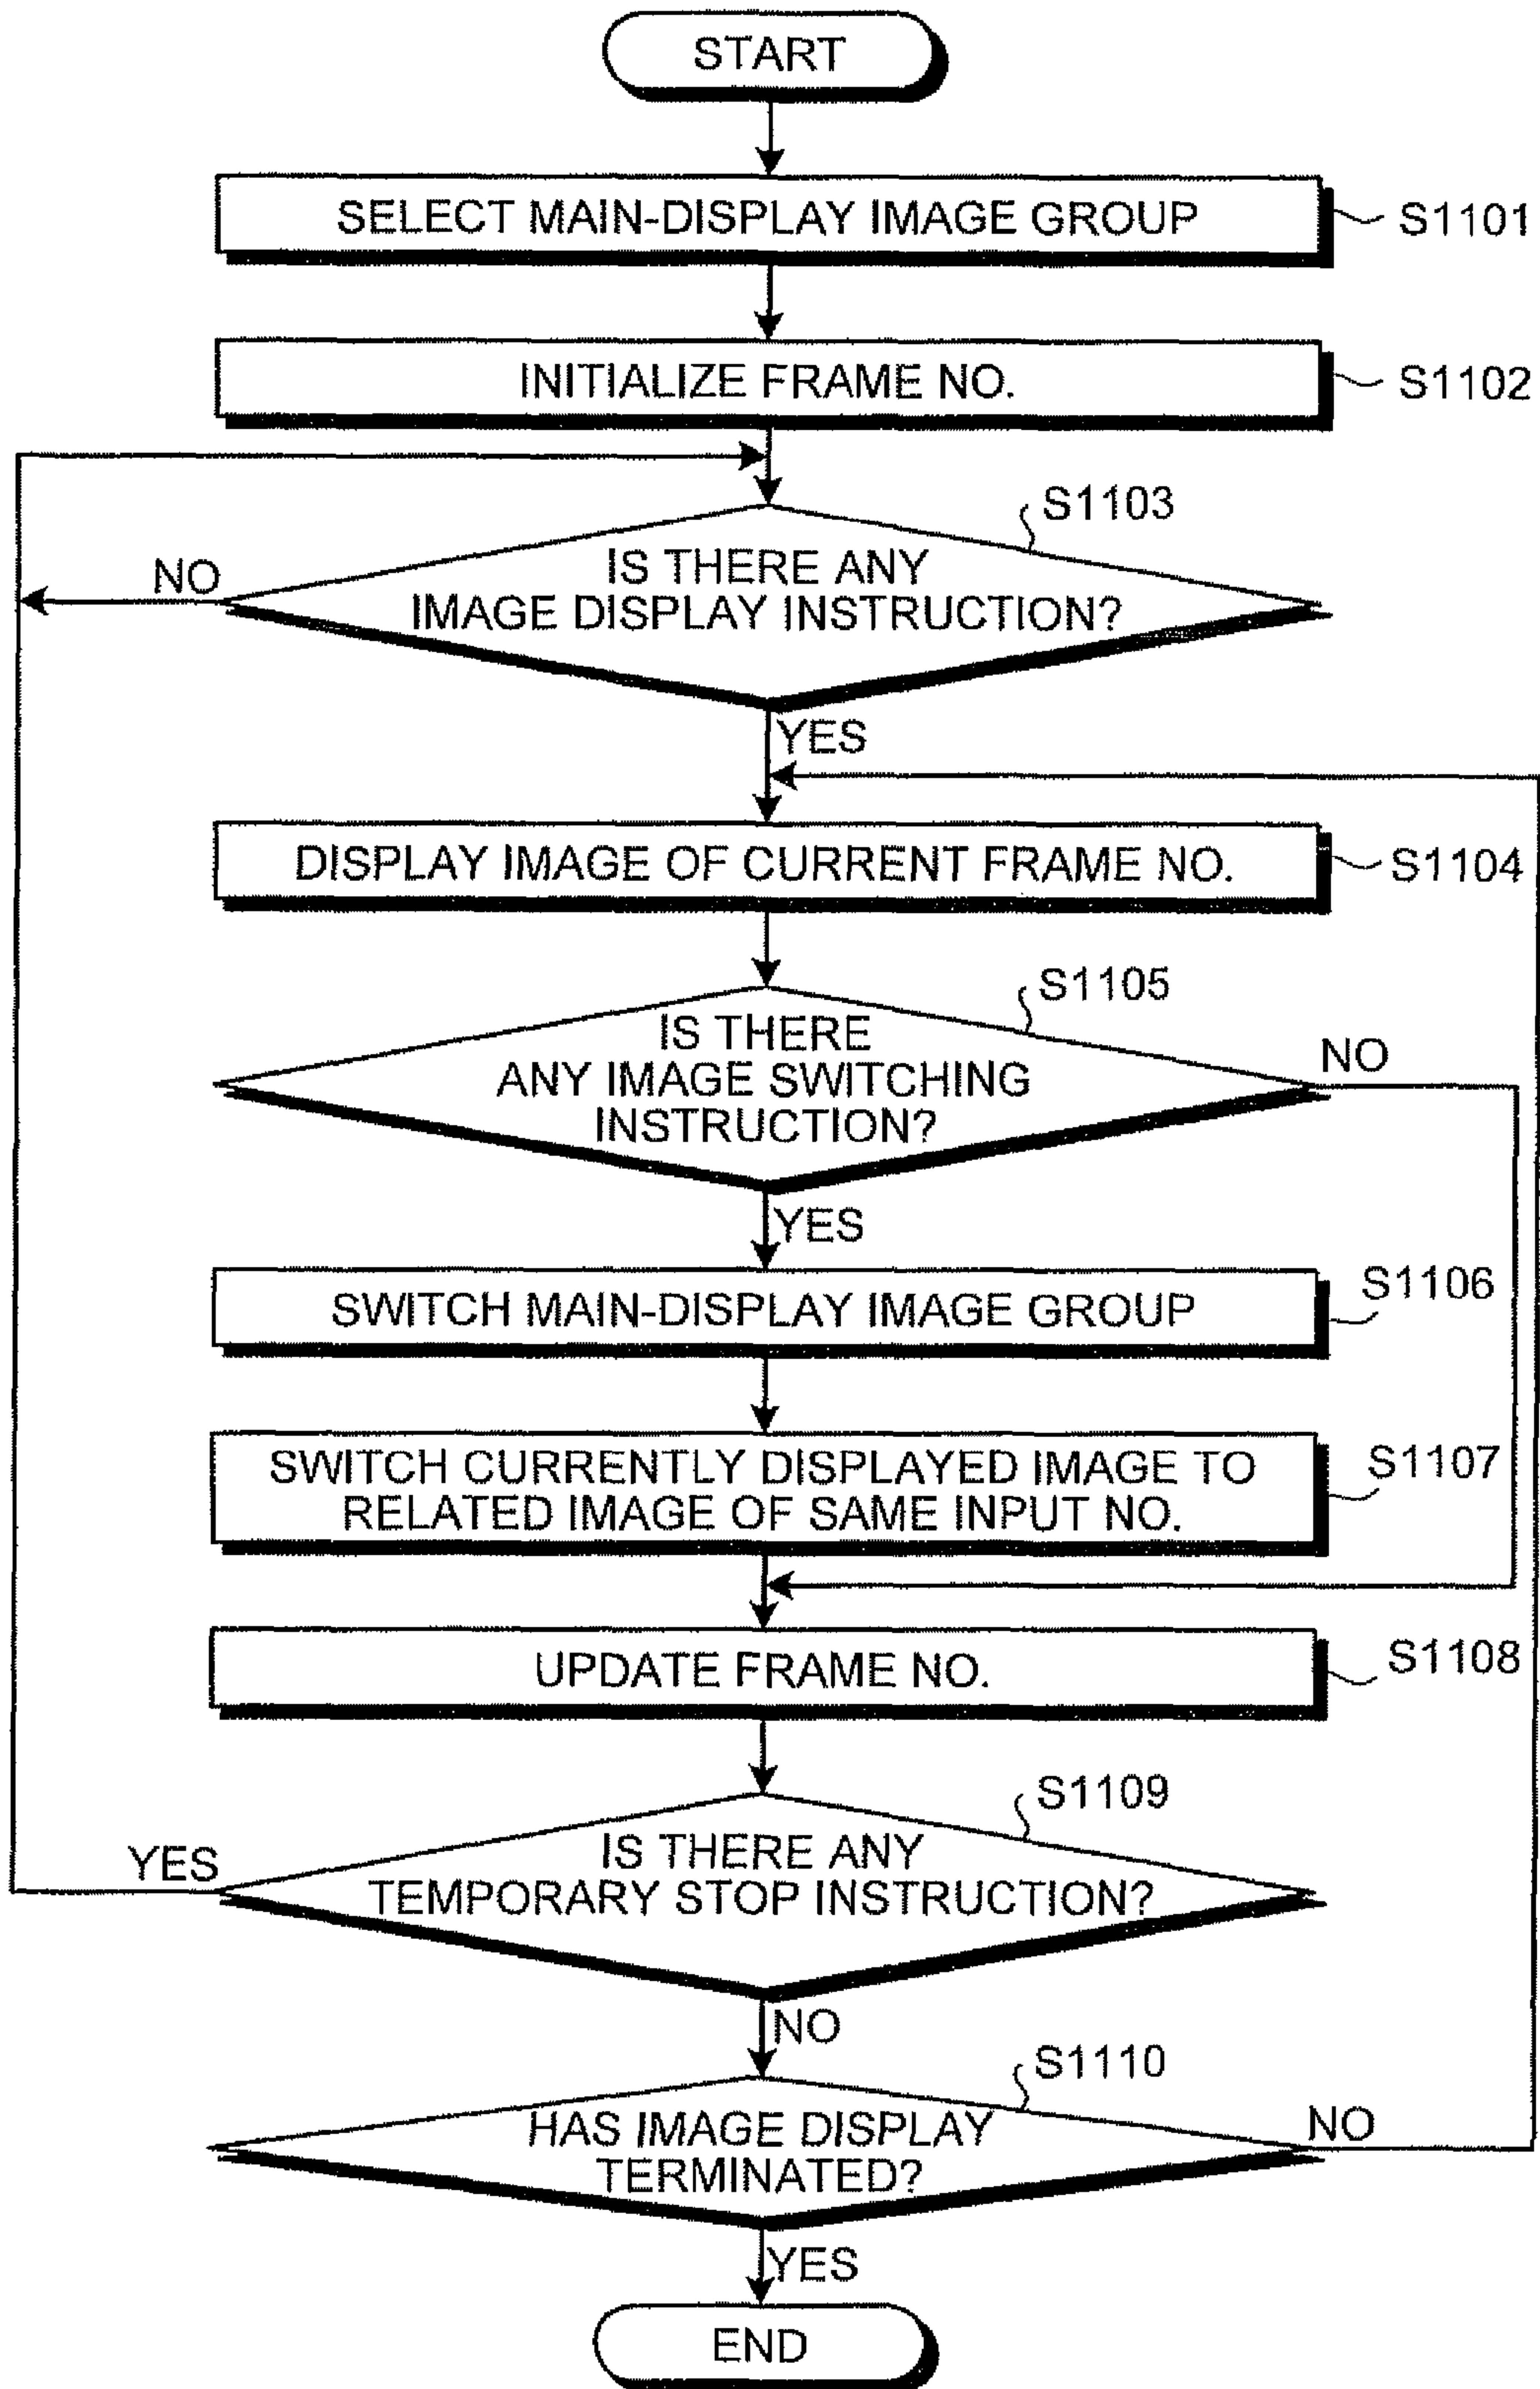 START
SELECT MAIN-DISPLAY IMAGE GROUP
S1101
INITIALIZE FRAME NO.
S1102
S1103
IS THERE ANY
IMAGE DISPLAY INSTRUCTION?
NO
YES
DISPLAY IMAGE OF CURRENT FRAME NO.
S1104
S1105
IS THERE
ANY IMAGE SWITCHING
INSTRUCTION?
NO
YES
SWITCH MAIN-DISPLAY IMAGE GROUP
S1106
SWITCH CURRENTLY DISPLAYED IMAGE TO
RELATED IMAGE OF SAME INPUT NO.
S1107
UPDATE FRAME NO.
S1108
S1109
IS THERE ANY
TEMPORARY STOP INSTRUCTION?
YES
NO
S1110
HAS IMAGE DISPLAY
TERMINATED?
NO
YES
END